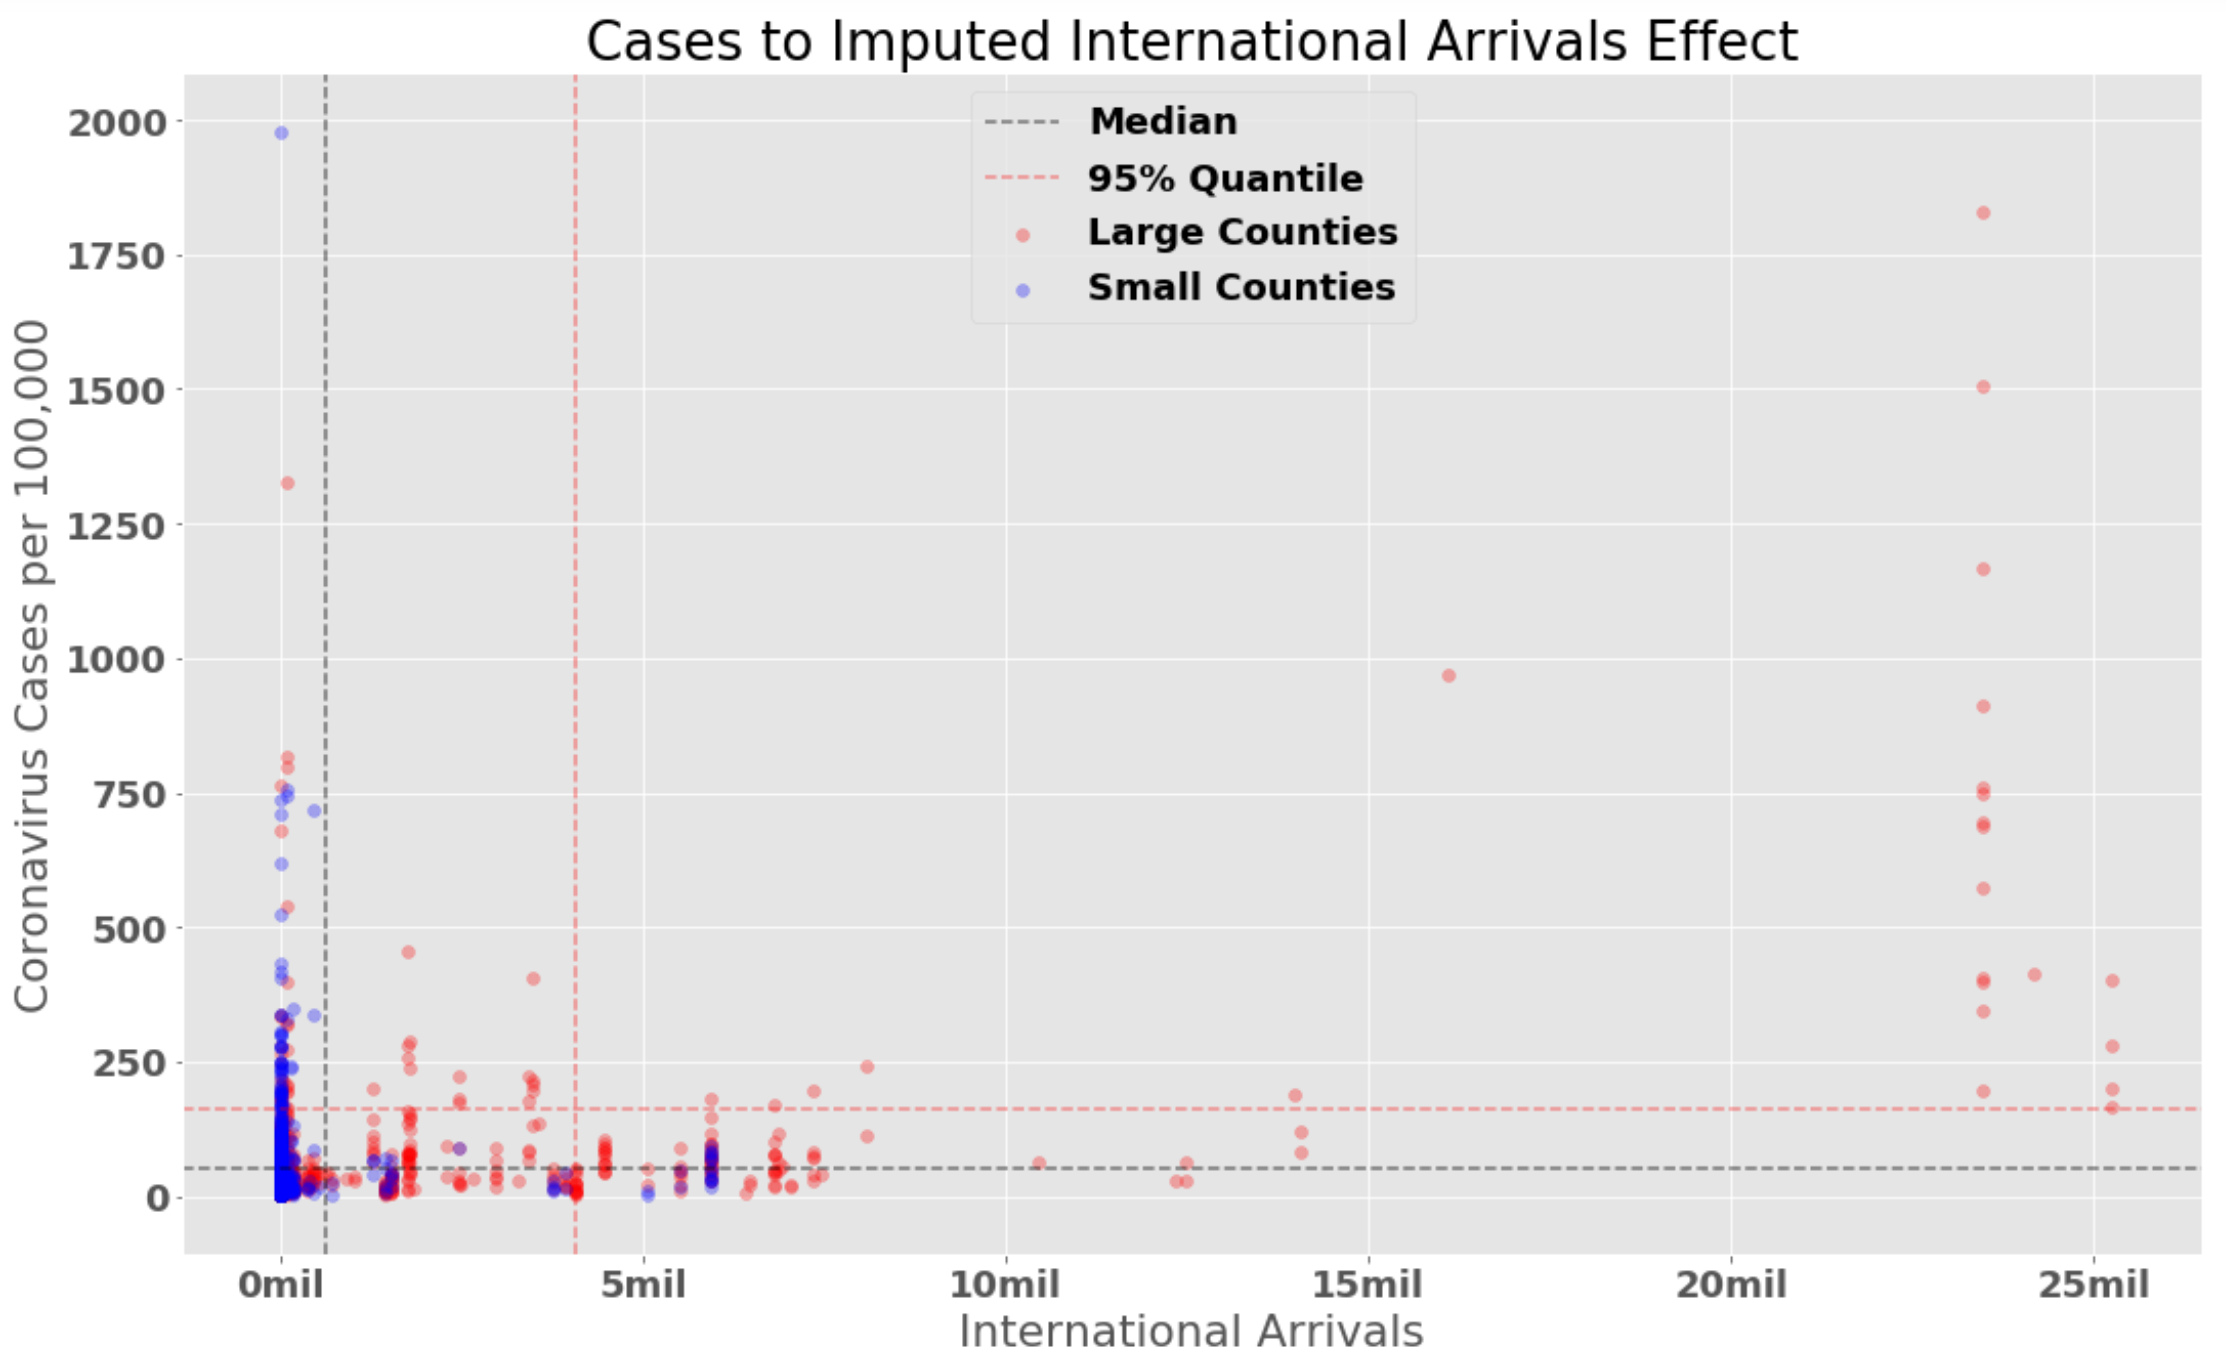 Cases to Imputed International Arrivals Effect
Median
95% Quantile
Large Counties
Small Counties
Coronavirus Cases per 100,000
2000
1750
1500
1250
1000
750
500
250
0
0mil
5mil
10mil
15mil
20mil
25mil
International Arrivals